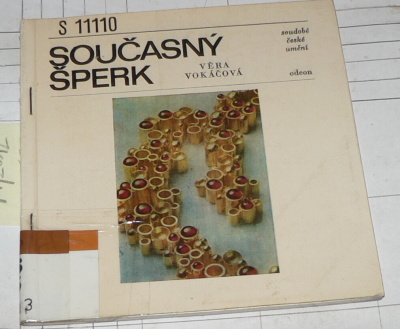 S 11110
SOUČASNÝ
ŠPERK
VĚRA
VOKÁČOVÁ
soudobé
české
umění
odeon
3